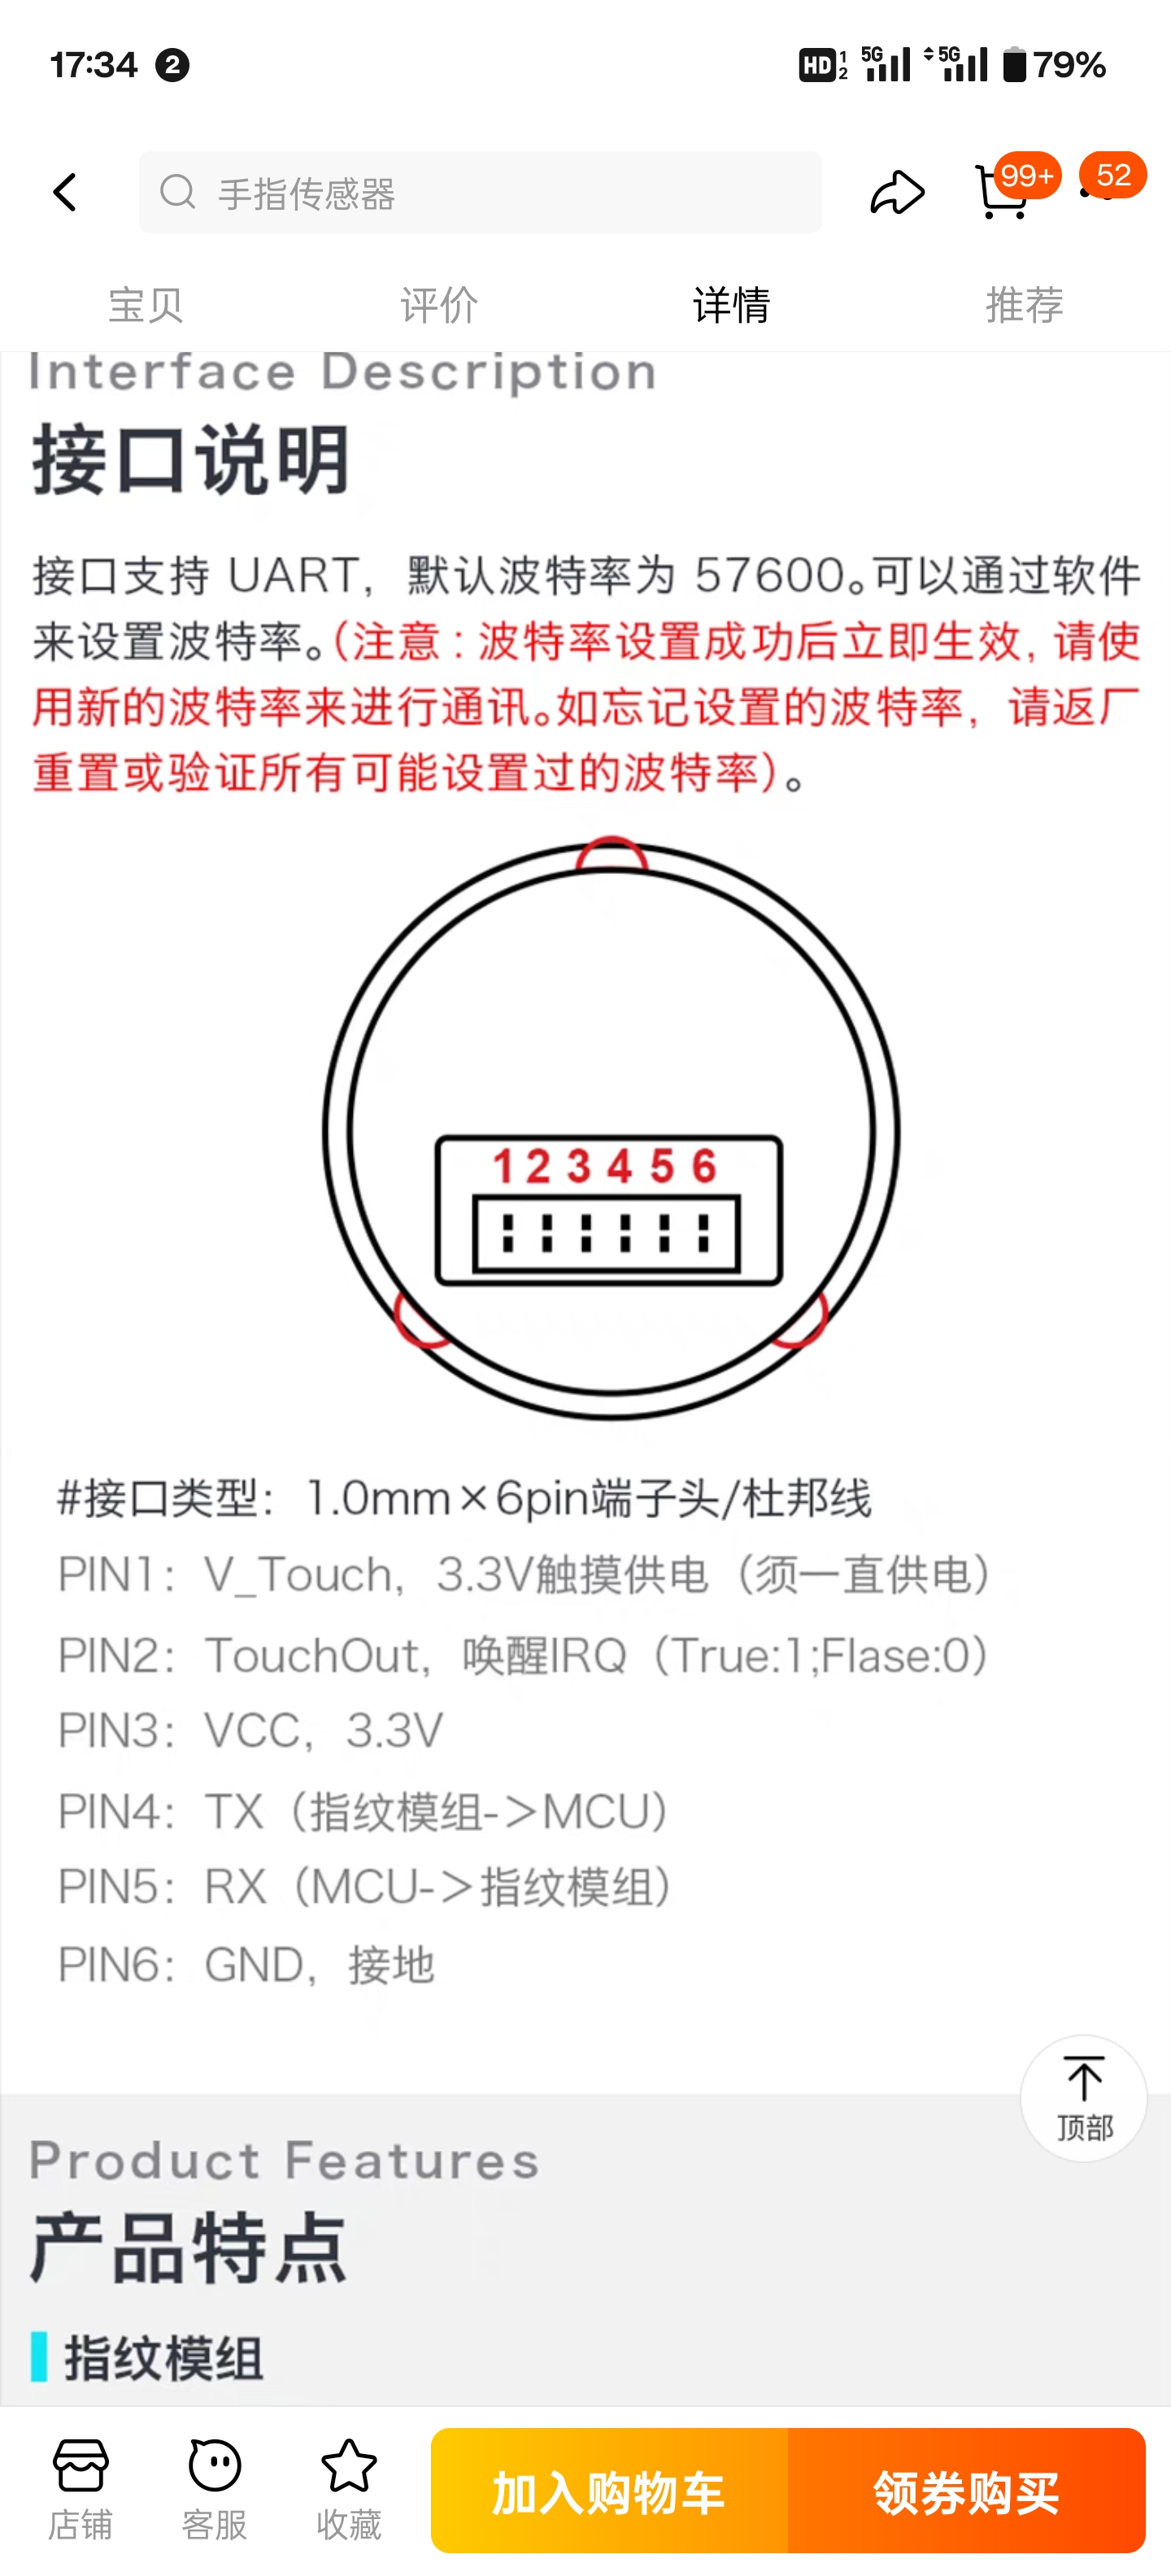 17:34 2 HD 1 2 5G 5G 79%
手指传感器 99+ 52
宝贝 评价 详情 推荐
Interface Description
接口说明
接口支持 UART，默认波特率为 57600。可以通过软件
来设置波特率。（注意：波特率设置成功后立即生效，请使
用新的波特率来进行通讯。如忘记设置的波特率，请返厂
重置或验证所有可能设置过的波特率）。
1 2 3 4 5 6
#接口类型：1.0mm×6pin端子头/杜邦线
PIN1：V_Touch，3.3V触摸供电（须一直供电）
PIN2：TouchOut，唤醒IRQ（True:1;Flase:0）
PIN3：VCC，3.3V
PIN4：TX（指纹模组->MCU）
PIN5：RX（MCU->指纹模组）
PIN6：GND，接地
顶部
Product Features
产品特点
指纹模组
店铺 客服 收藏 加入购物车 领券购买